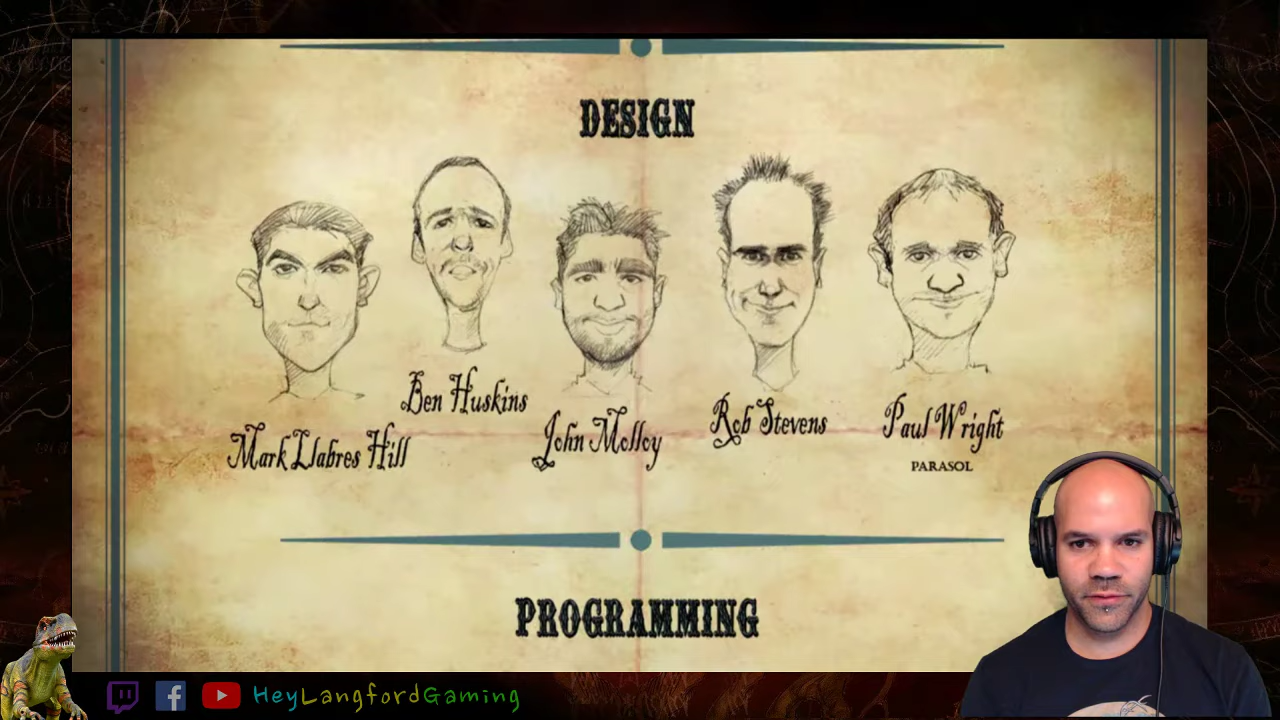 DESIGN
Ben Huskins
Mark Llabres Hill
John Molloy
Rob Stevens
Paul Wright
PARASOL
PROGRAMMING
HeyLangfordGaming